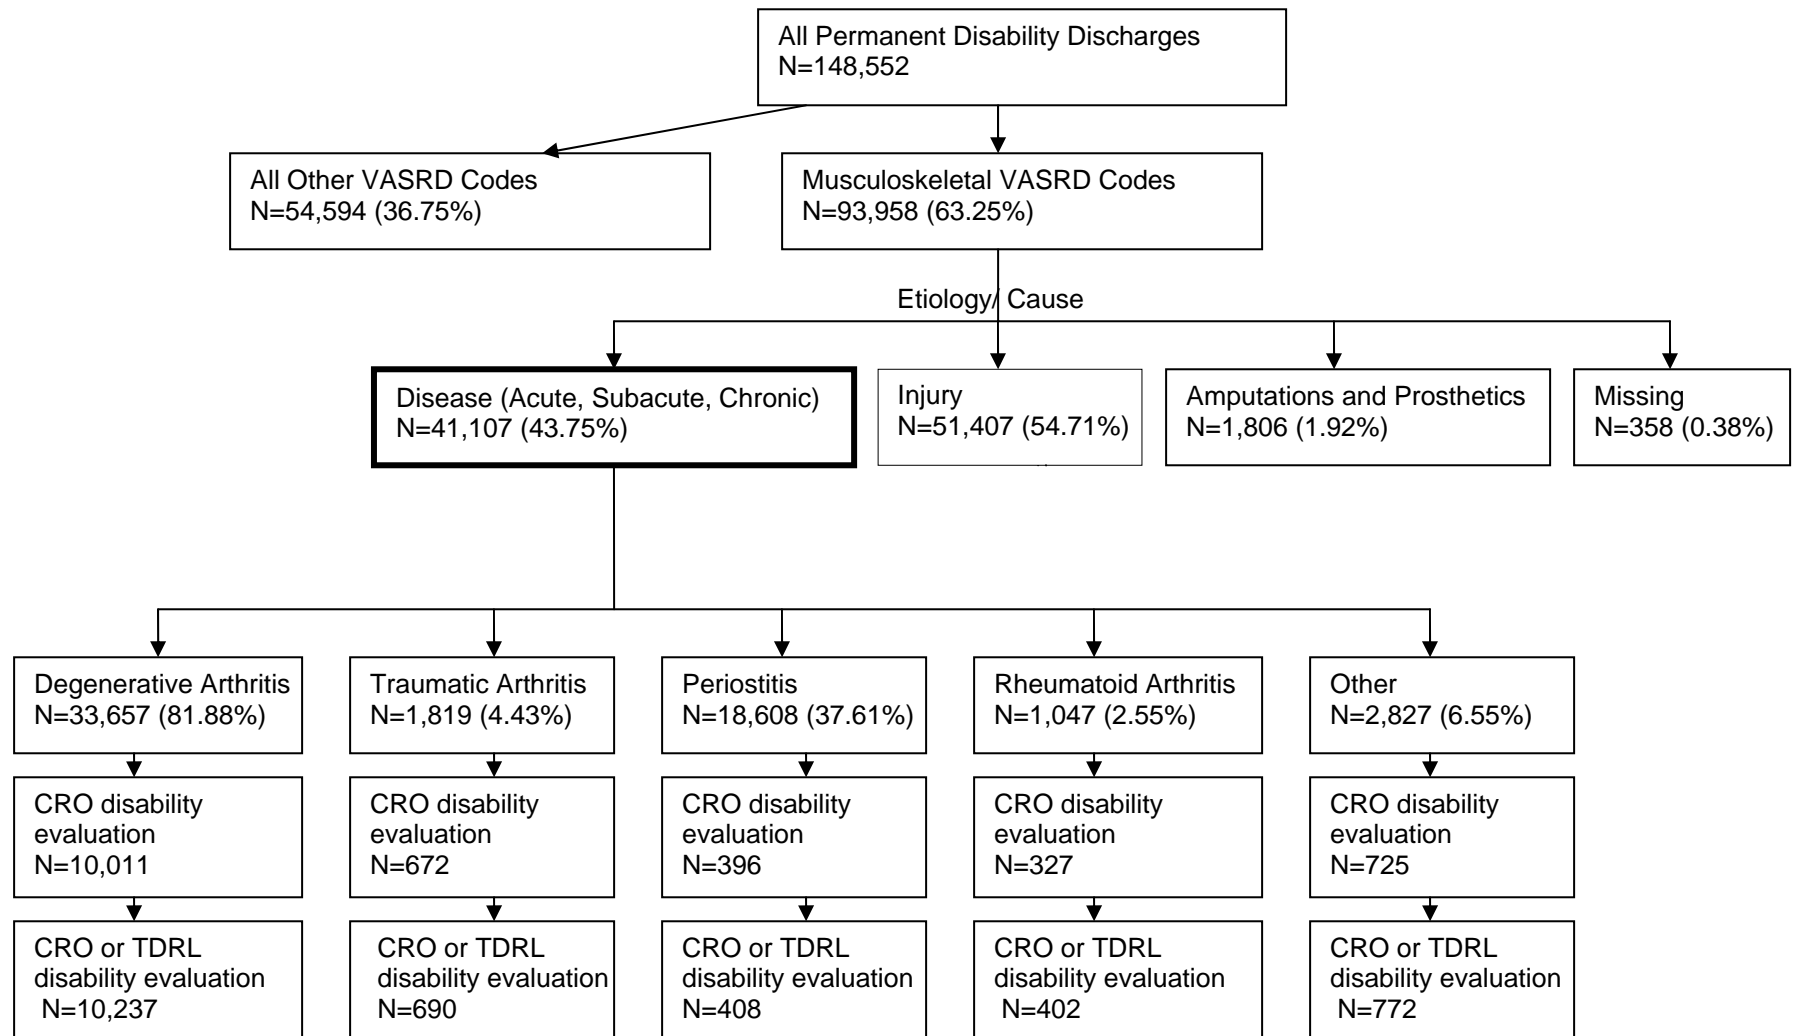 All Permanent Disability Discharges
N=148,552
All Other VASRD Codes
N=54,594 (36.75%)
Musculoskeletal VASRD Codes
N=93,958 (63.25%)
Etiology/ Cause
Disease (Acute, Subacute, Chronic)
N=41,107 (43.75%)
Injury
N=51,407 (54.71%)
Amputations and Prosthetics
N=1,806 (1.92%)
Missing
N=358 (0.38%)
Degenerative Arthritis
N=33,657 (81.88%)
Traumatic Arthritis
N=1,819 (4.43%)
Periostitis
N=18,608 (37.61%)
Rheumatoid Arthritis
N=1,047 (2.55%)
Other
N=2,827 (6.55%)
CRO disability
evaluation
N=10,011
CRO disability
evaluation
N=672
CRO disability
evaluation
N=396
CRO disability
evaluation
N=327
CRO disability
evaluation
N=725
CRO or TDRL
disability evaluation
N=10,237
CRO or TDRL
disability evaluation
N=690
CRO or TDRL
disability evaluation
N=408
CRO or TDRL
disability evaluation
N=402
CRO or TDRL
disability evaluation
N=772